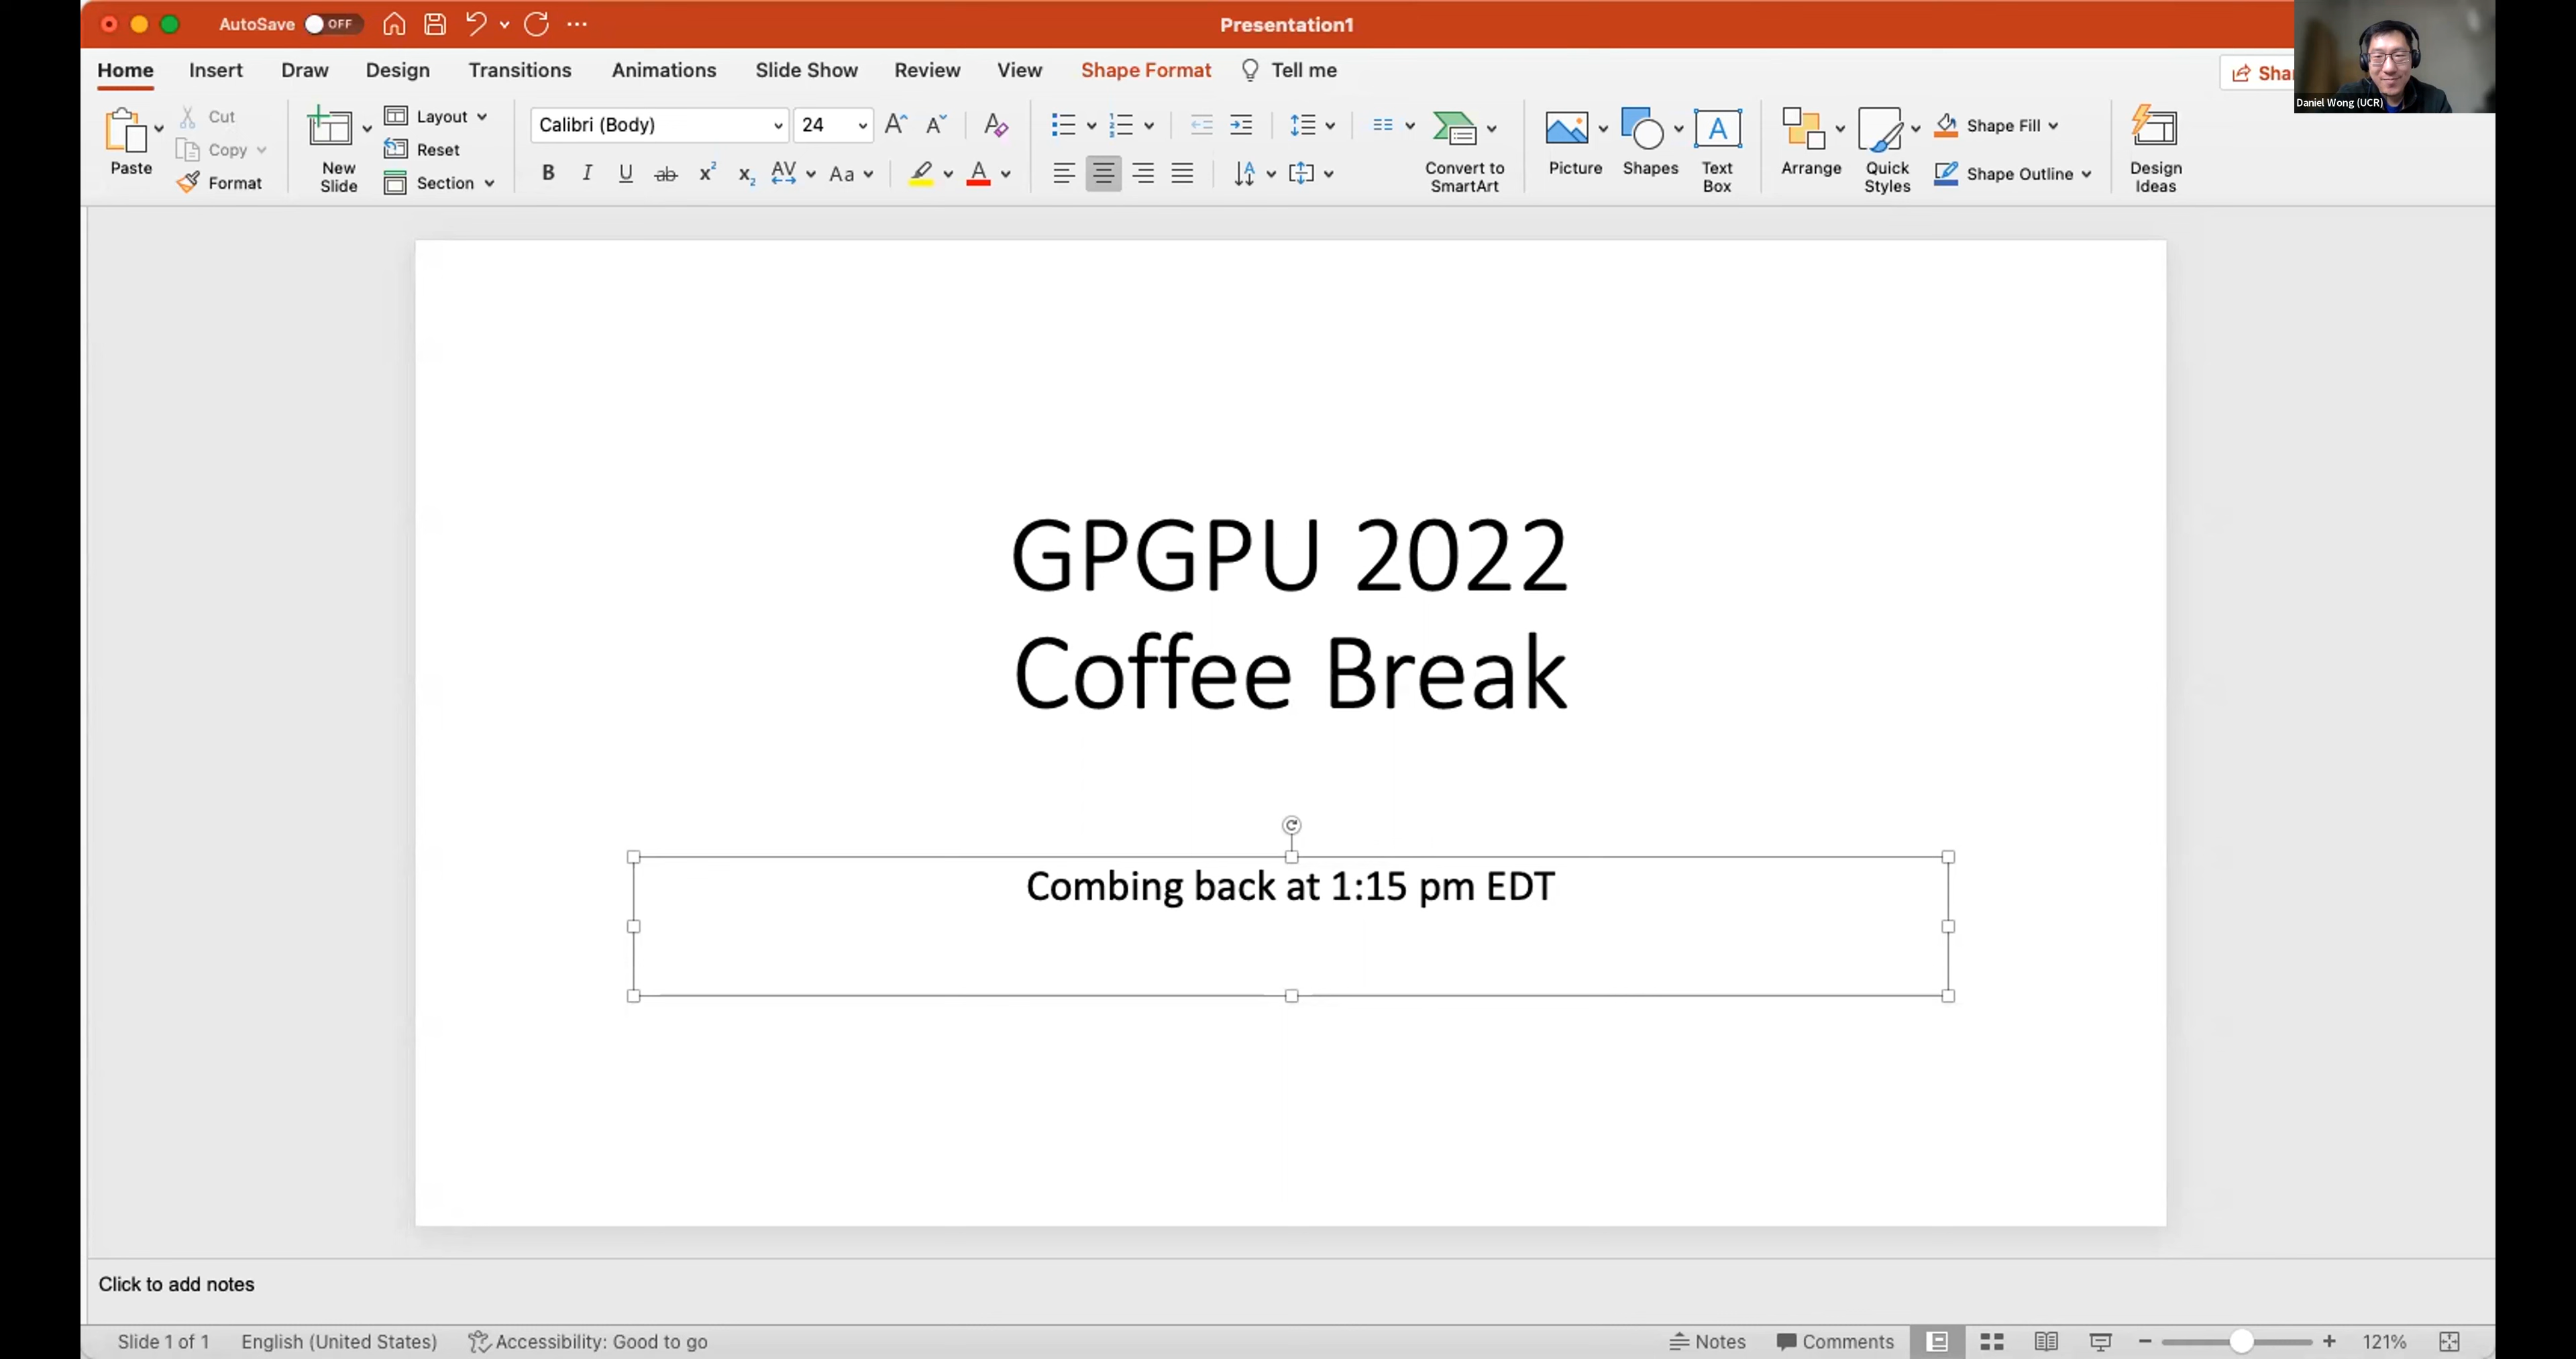 AutoSave OFF Presentation1
Home Insert Draw Design Transitions Animations Slide Show Review View Shape Format Tell me
Daniel Wong (UCR)
Paste
Cut
Copy
Format
New
Slide
Layout
Reset
Section
Calibri (Body) 24
Convert to
SmartArt
Picture
Shapes
Text
Box
Arrange
Quick
Styles
Shape Fill
Shape Outline
Design
Ideas
GPGPU 2022
Coffee Break
Combing back at 1:15 pm EDT
Click to add notes
Slide 1 of 1 English (United States) Accessibility: Good to go Notes Comments 121%